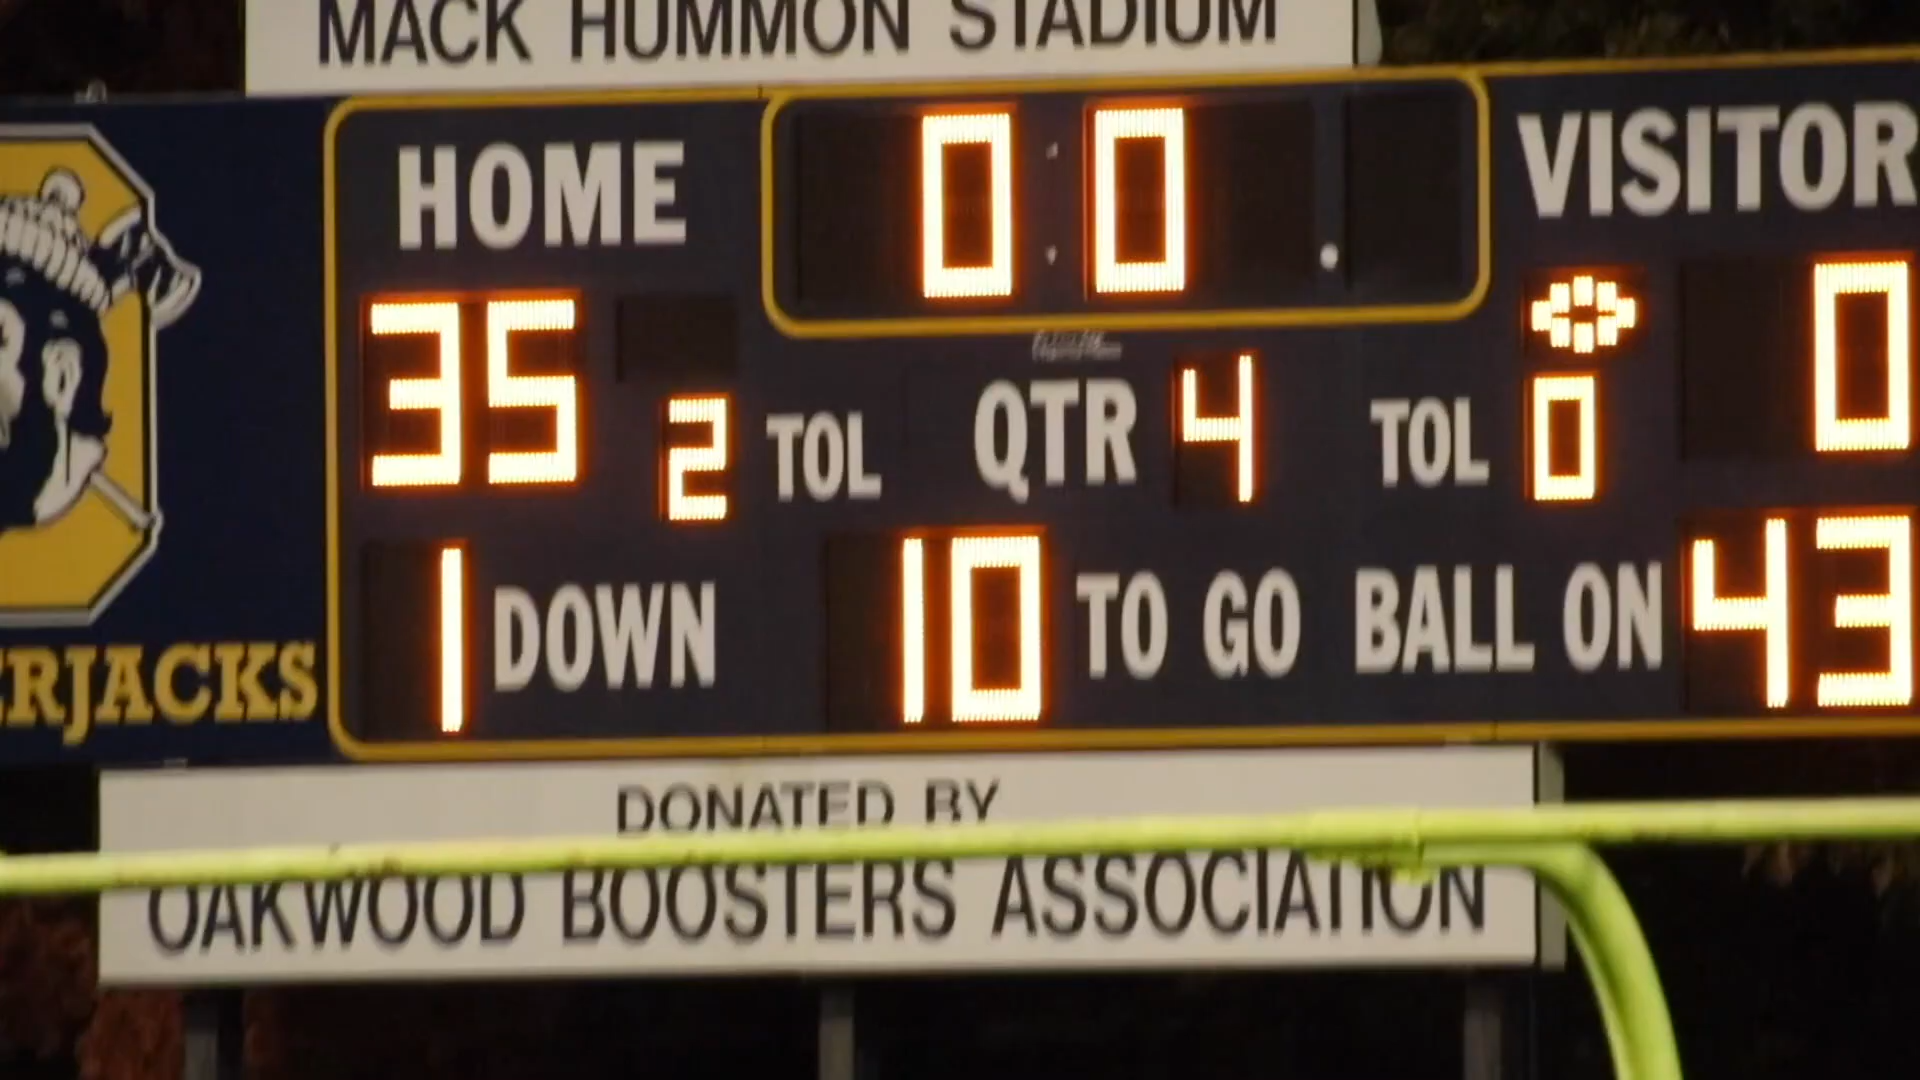 MACK HUMMON STADIUM
HOME 0:0 VISITOR
35 2 TOL QTR 4 TOL 0 0
1 DOWN 10 TO GO BALL ON 43
ERJACKS
DONATED BY
OAKWOOD BOOSTERS ASSOCIATION